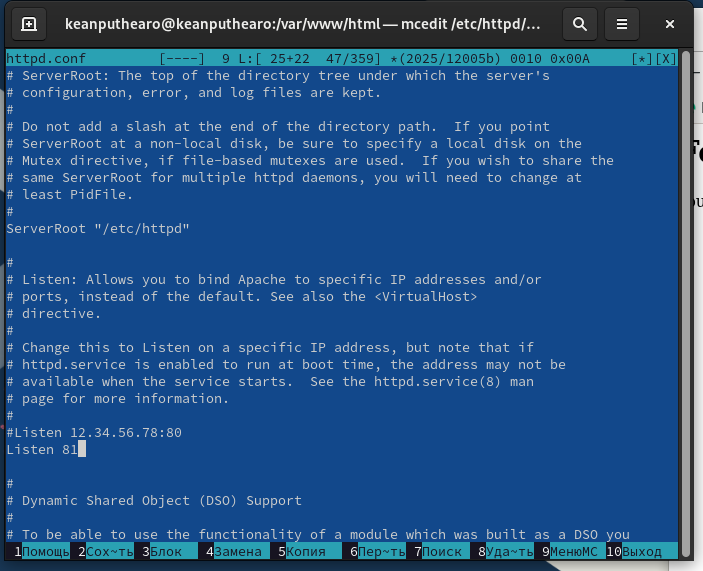 keanputhearo@keanputhearo:/var/www/html — mcedit /etc/httpd/…
httpd.conf [----] 9 L:[ 25+22 47/359] *(2025/12005b) 0010 0x00A [*][X]
# ServerRoot: The top of the directory tree under which the server's
# configuration, error, and log files are kept.
#
# Do not add a slash at the end of the directory path.  If you point
# ServerRoot at a non-local disk, be sure to specify a local disk on the
# Mutex directive, if file-based mutexes are used.  If you wish to share the
# same ServerRoot for multiple httpd daemons, you will need to change at
# least PidFile.
#
ServerRoot "/etc/httpd"
#
# Listen: Allows you to bind Apache to specific IP addresses and/or
# ports, instead of the default. See also the <VirtualHost>
# directive.
#
# Change this to Listen on a specific IP address, but note that if
# httpd.service is enabled to run at boot time, the address may not be
# available when the service starts.  See the httpd.service(8) man
# page for more information.
#
#Listen 12.34.56.78:80
Listen 81
#
# Dynamic Shared Object (DSO) Support
#
# To be able to use the functionality of a module which was built as a DSO you
1Помощь 2Сох~ть 3Блок 4Замена 5Копия 6Пер~ть 7Поиск 8Уда~ть 9МенюMC 10Выход